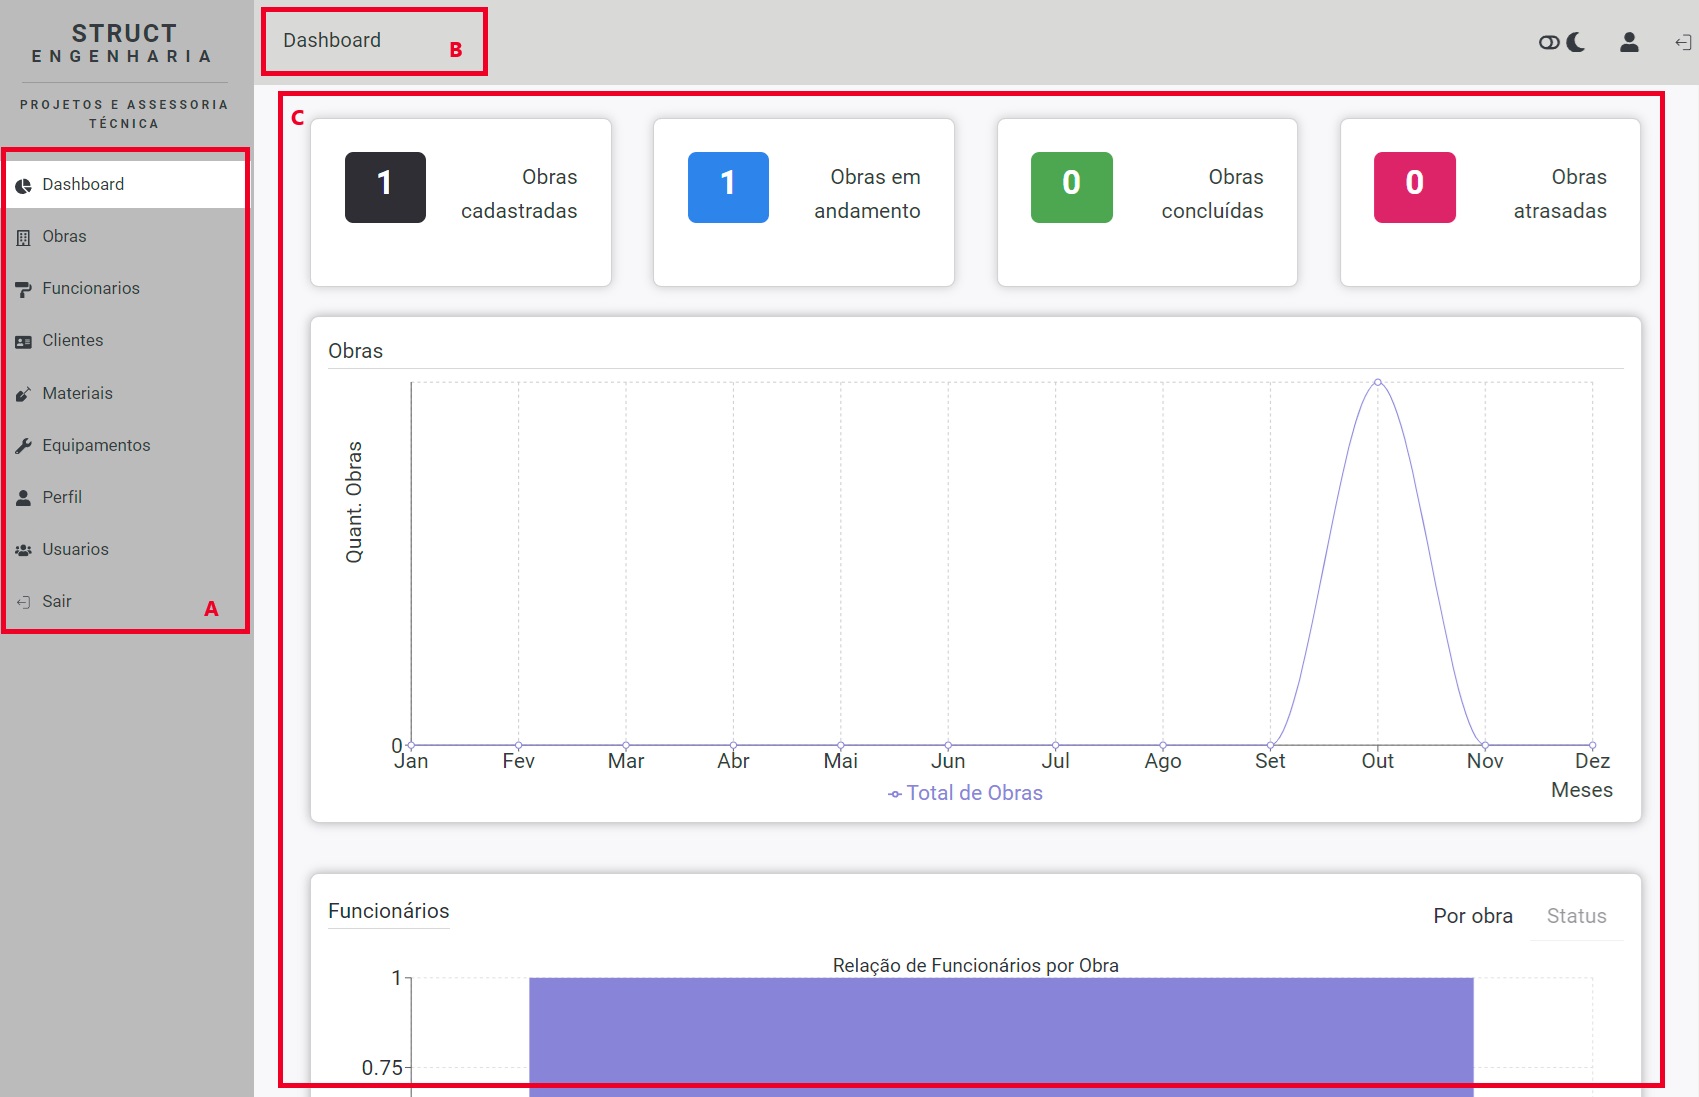 STRUCT
ENGENHARIA
PROJETOS E ASSESSORIA
TÉCNICA
Dashboard
Obras
Funcionarios
Clientes
Materiais
Equipamentos
Perfil
Usuarios
Sair
A
Dashboard
B
C
1
Obras
cadastradas
1
Obras em
andamento
0
Obras
concluídas
0
Obras
atrasadas
Obras
Quant. Obras
0
Jan Fev Mar Abr Mai Jun Jul Ago Set Out Nov Dez
Meses
Total de Obras
Funcionários
Por obra
Status
Relação de Funcionários por Obra
1
0.75